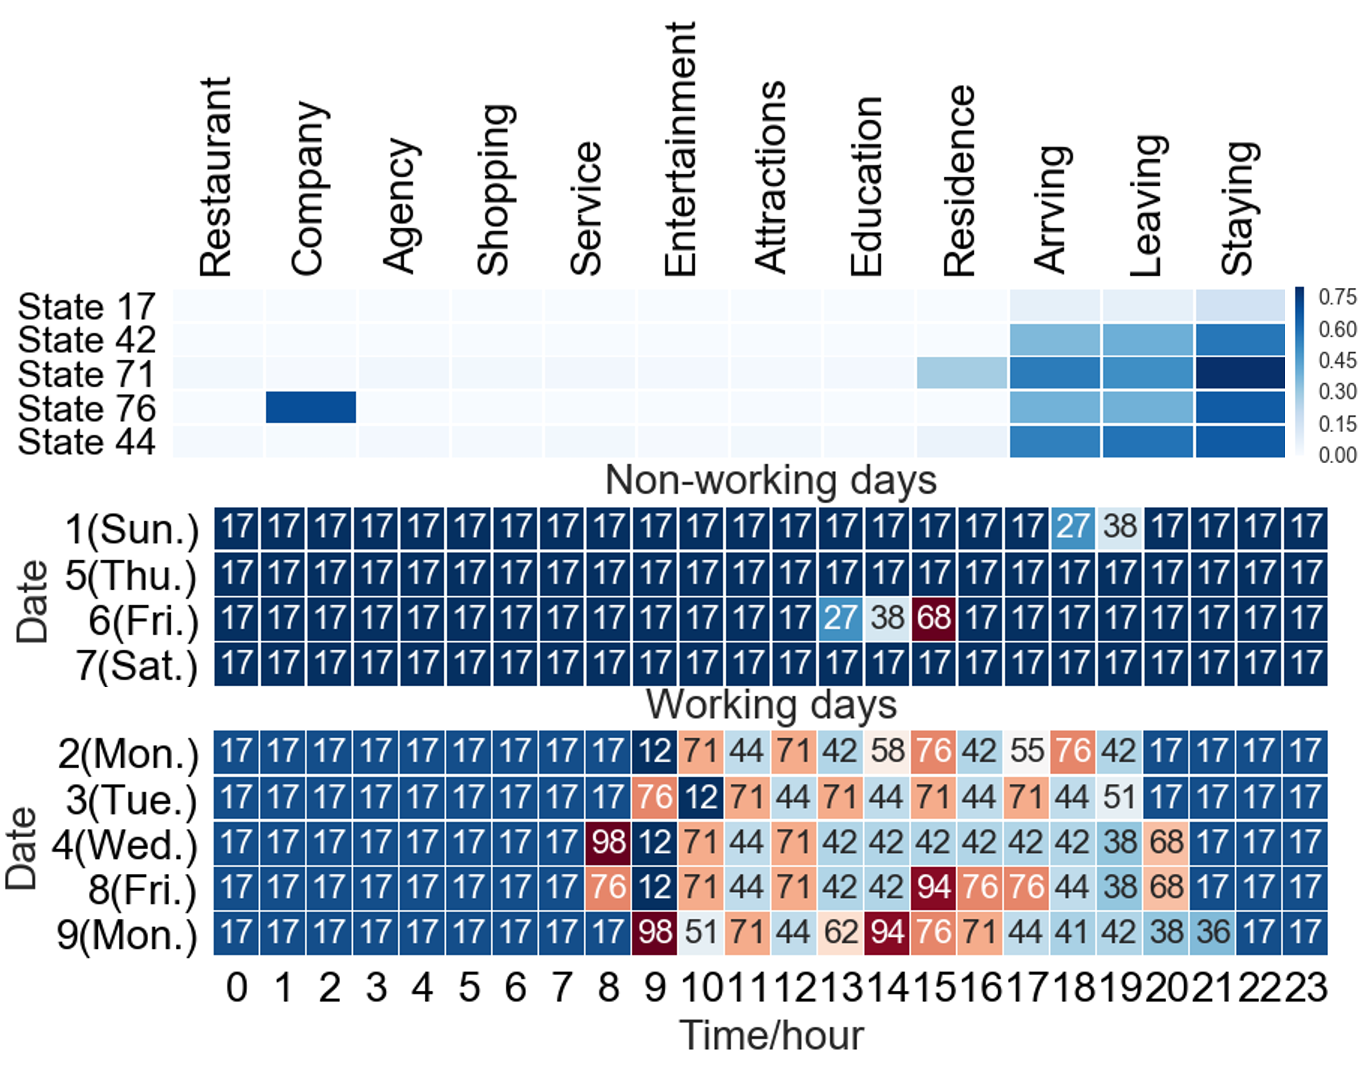 Restaurant Company Agency Shopping Service Entertainment Attractions Education Residence Arrving Leaving Staying
State 17
State 42
State 71
State 76
State 44
0.75
0.60
0.45
0.30
0.15
0.00
Non-working days
Date
1(Sun.) 17 17 17 17 17 17 17 17 17 17 17 17 17 17 17 17 17 17 27 38 17 17 17 17
5(Thu.) 17 17 17 17 17 17 17 17 17 17 17 17 17 17 17 17 17 17 17 17 17 17 17 17
6(Fri.) 17 17 17 17 17 17 17 17 17 17 17 17 17 27 38 68 17 17 17 17 17 17 17 17
7(Sat.) 17 17 17 17 17 17 17 17 17 17 17 17 17 17 17 17 17 17 17 17 17 17 17 17
Working days
Date
2(Mon.) 17 17 17 17 17 17 17 17 17 12 71 44 71 42 58 76 42 55 76 42 17 17 17 17
3(Tue.) 17 17 17 17 17 17 17 17 17 76 12 71 44 71 44 71 44 71 44 51 17 17 17 17
4(Wed.) 17 17 17 17 17 17 17 17 98 12 71 44 71 42 42 42 42 42 42 38 68 17 17 17
8(Fri.) 17 17 17 17 17 17 17 17 76 12 71 44 71 42 42 94 76 76 44 38 68 17 17 17
9(Mon.) 17 17 17 17 17 17 17 17 17 98 51 71 44 62 94 76 71 44 41 42 38 36 17 17
0 1 2 3 4 5 6 7 8 9 10 11 12 13 14 15 16 17 18 19 20 21 22 23
Time/hour